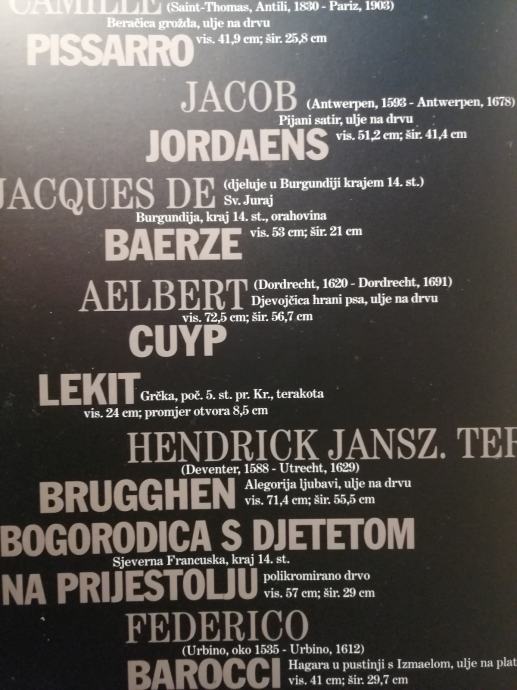 CAMILLE (Saint-Thomas, Antili, 1830 - Pariz, 1903)
Beračica grožđa, ulje na drvu
PISSARRO vis. 41,9 cm; šir. 25,8 cm
JACOB (Antwerpen, 1593 - Antwerpen, 1678)
Pijani satir, ulje na drvu
JORDAENS vis. 51,2 cm; šir. 41,4 cm
JACQUES DE (djeluje u Burgundiji krajem 14. st.)
Sv. Juraj
Burgundija, kraj 14. st., orahovina
BAERZE vis. 53 cm; šir. 21 cm
AELBERT (Dordrecht, 1620 - Dordrecht, 1691)
Djevojčica hrani psa, ulje na drvu
vis. 72,5 cm; šir. 56,7 cm
CUYP
LEKIT Grčka, poč. 5. st. pr. Kr., terakota
vis. 24 cm; promjer otvora 8,5 cm
HENDRICK JANSZ. TER
(Deventer, 1588 - Utrecht, 1629)
BRUGGHEN Alegorija ljubavi, ulje na drvu
vis. 71,4 cm; šir. 55,5 cm
BOGORODICA S DJETETOM
Sjeverna Francuska, kraj 14. st.
NA PRIJESTOLJU polikromirano drvo
vis. 57 cm; šir. 29 cm
FEDERICO
(Urbino, oko 1535 - Urbino, 1612)
BAROCCI Hagara u pustinji s Izmaelom, ulje na plat
vis. 41 cm; šir. 29,7 cm